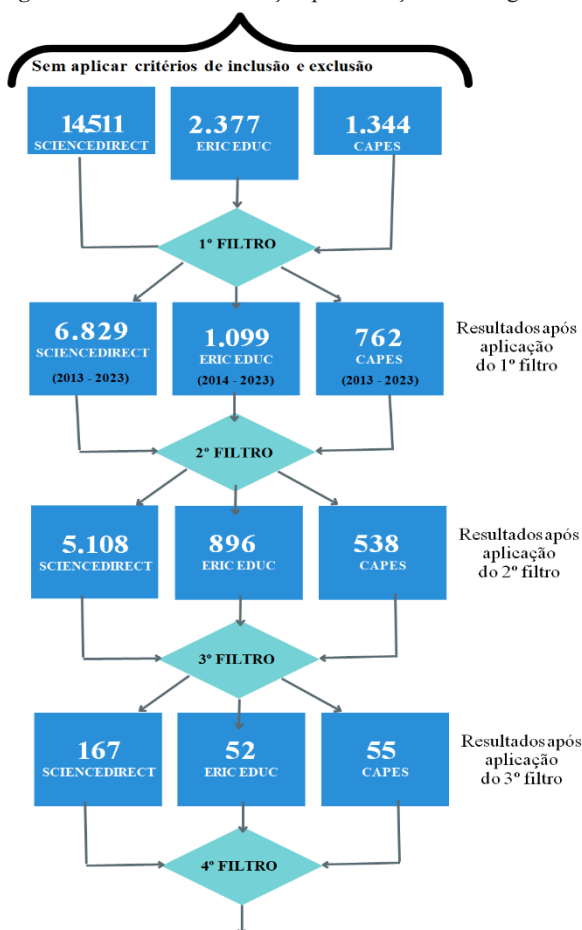 Sem aplicar critérios de inclusão e exclusão
14.511
SCIENCEDIRECT
2.377
ERIC EDUC
1.344
CAPES
1º FILTRO
6.829
SCIENCEDIRECT
(2013 - 2023)
1.099
ERIC EDUC
(2014 - 2023)
762
CAPES
(2013 - 2023)
Resultados após
aplicação
do 1º filtro
2º FILTRO
5.108
SCIENCEDIRECT
896
ERIC EDUC
538
CAPES
Resultados após
aplicação
do 2º filtro
3º FILTRO
167
SCIENCEDIRECT
52
ERIC EDUC
55
CAPES
Resultados após
aplicação
do 3º filtro
4º FILTRO